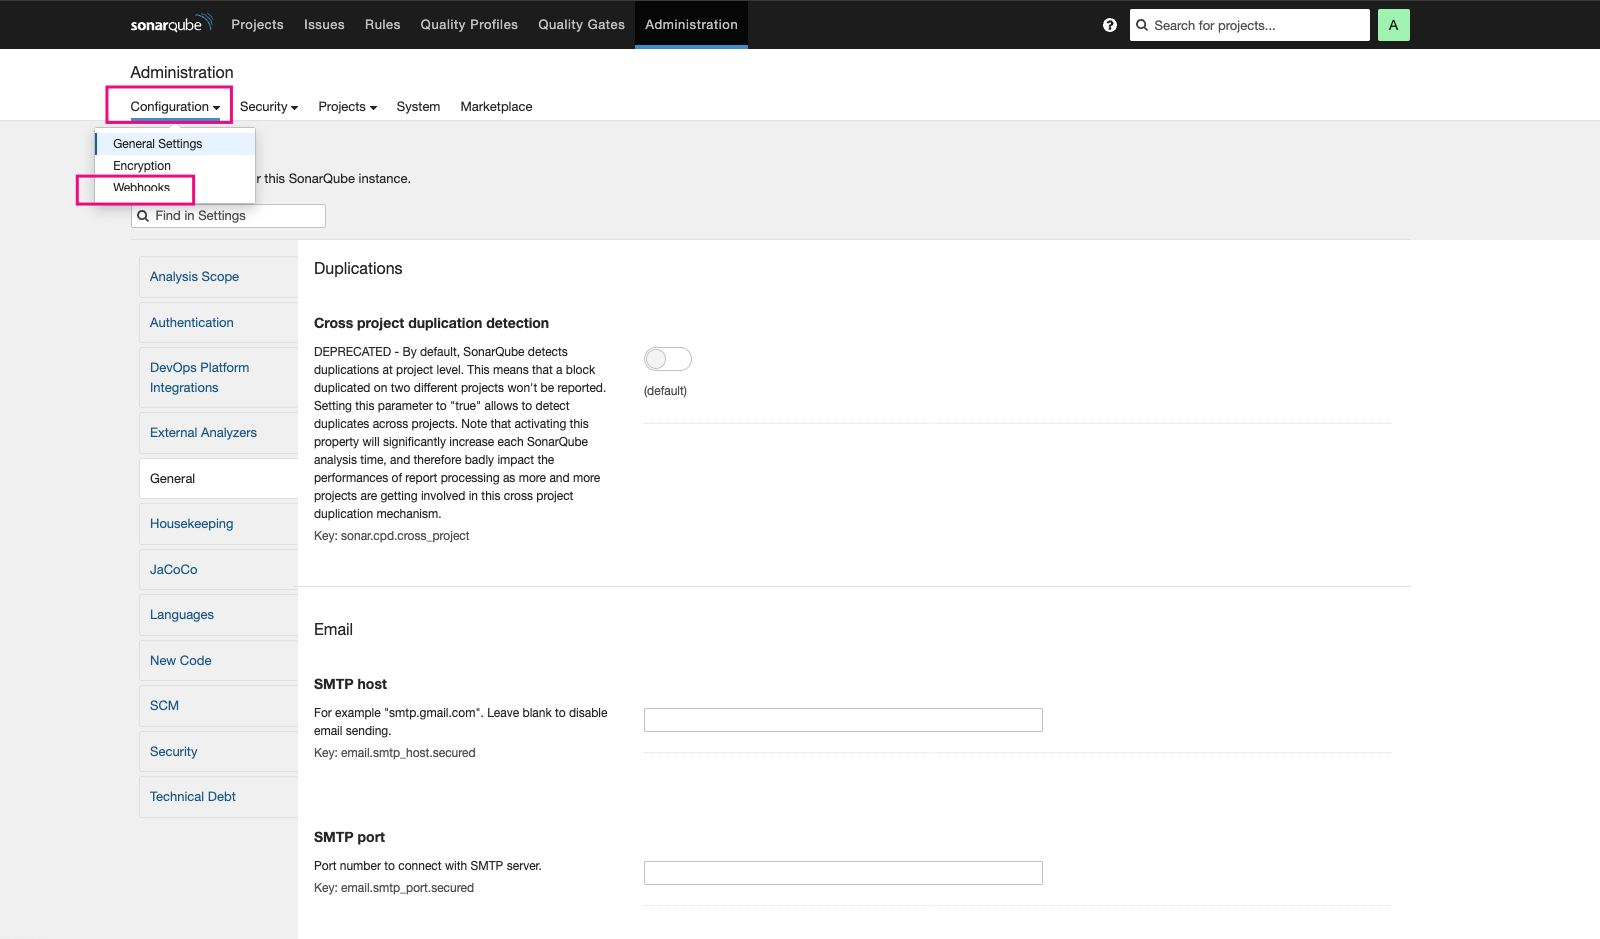 sonarqube Projects Issues Rules Quality Profiles Quality Gates Administration Search for projects... A
Administration
Configuration Security Projects System Marketplace
General Settings
Encryption
Webhooks
r this SonarQube instance.
Find in Settings
Analysis Scope
Authentication
DevOps Platform
Integrations
External Analyzers
General
Housekeeping
JaCoCo
Languages
New Code
SCM
Security
Technical Debt
Duplications
Cross project duplication detection
DEPRECATED - By default, SonarQube detects
duplications at project level. This means that a block
duplicated on two different projects won't be reported.
Setting this parameter to "true" allows to detect
duplicates across projects. Note that activating this
property will significantly increase each SonarQube
analysis time, and therefore badly impact the
performances of report processing as more and more
projects are getting involved in this cross project
duplication mechanism.
Key: sonar.cpd.cross_project
(default)
Email
SMTP host
For example "smtp.gmail.com". Leave blank to disable
email sending.
Key: email.smtp_host.secured
SMTP port
Port number to connect with SMTP server.
Key: email.smtp_port.secured